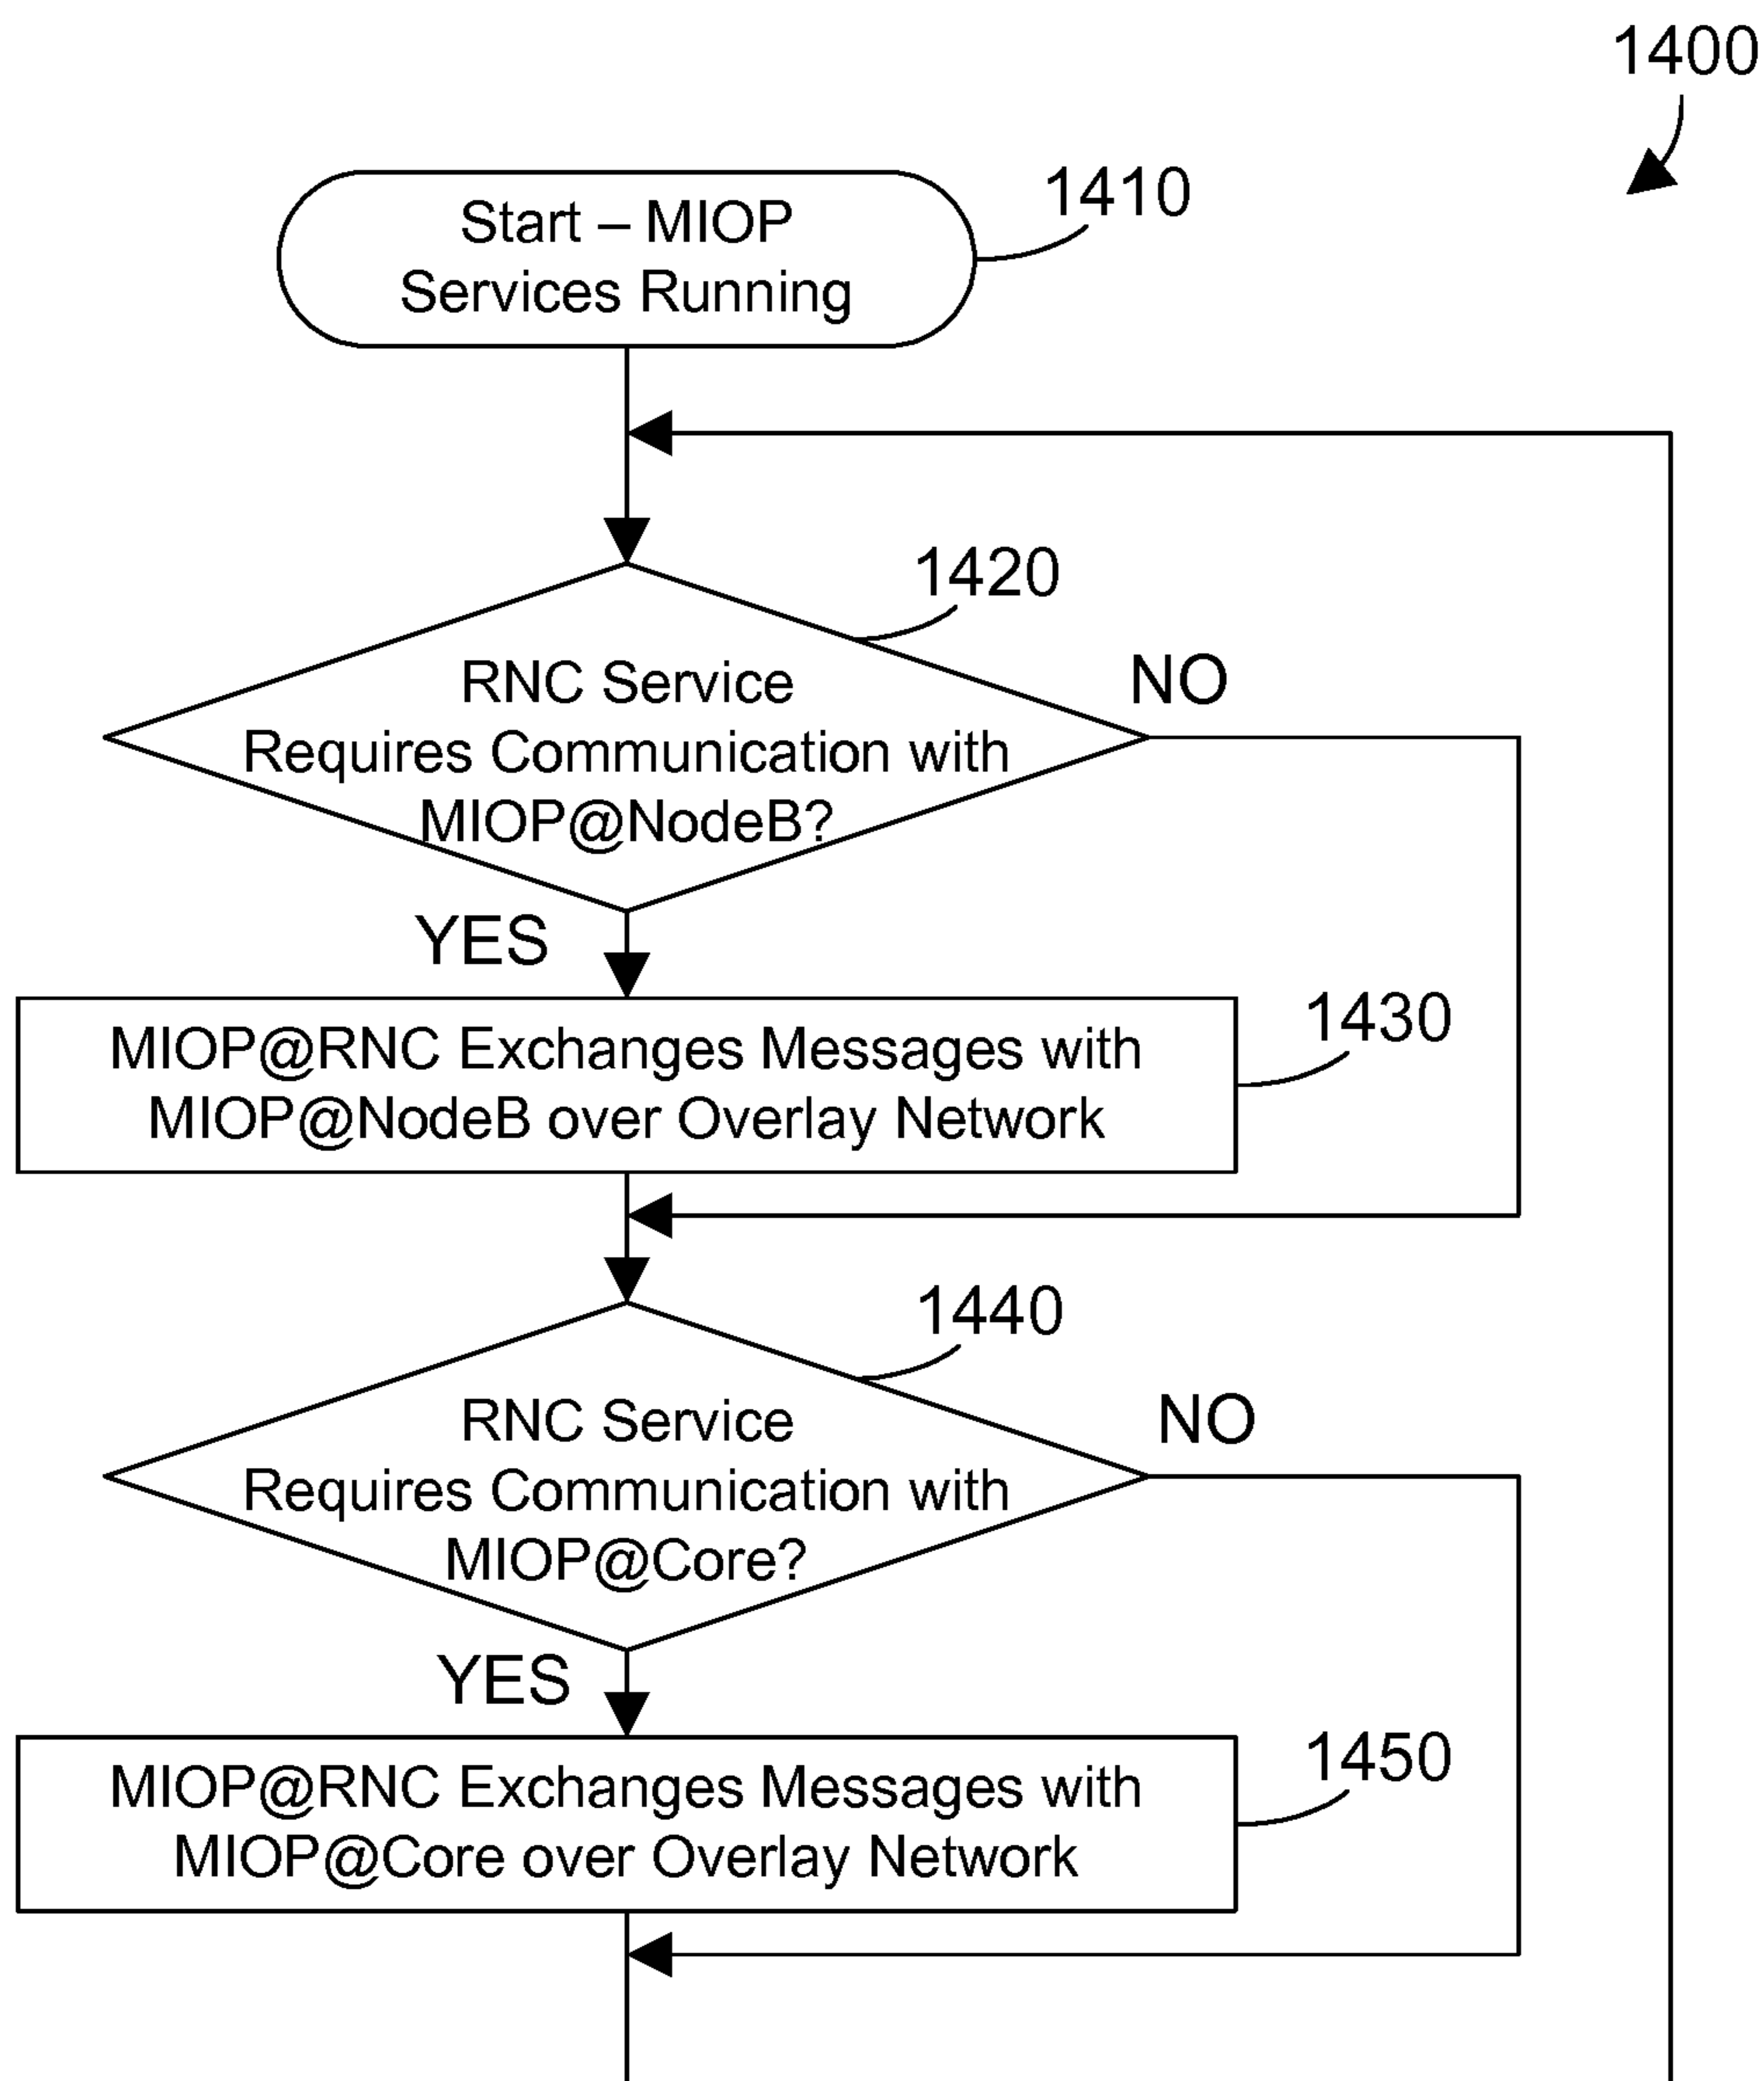 1400
Start – MIOP
Services Running
1410
1420
RNC Service
Requires Communication with
MIOP@NodeB?
NO
YES
MIOP@RNC Exchanges Messages with
MIOP@NodeB over Overlay Network
1430
1440
RNC Service
Requires Communication with
MIOP@Core?
NO
YES
MIOP@RNC Exchanges Messages with
MIOP@Core over Overlay Network
1450